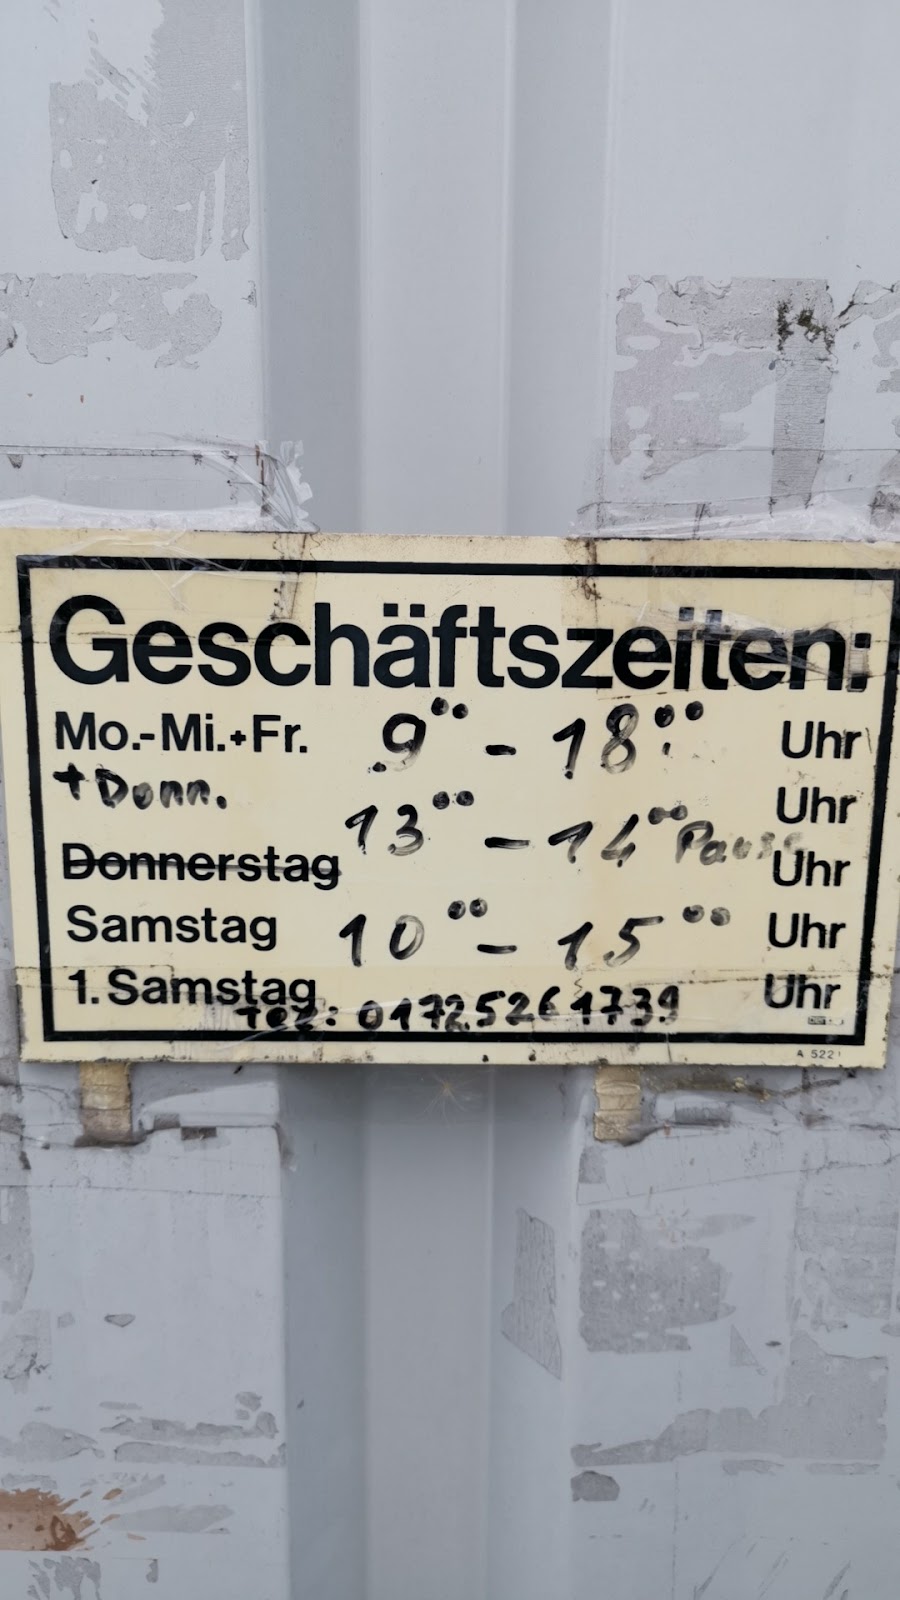 Geschäftszeiten:
Mo.-Mi.+Fr. 9°° - 18°° Uhr
+Donn. Uhr
13°° - 14°° Pause
Donnerstag Uhr
Samstag 10°° - 15°° Uhr
1. Samstag Uhr
Tel: 01725261739
A 5221